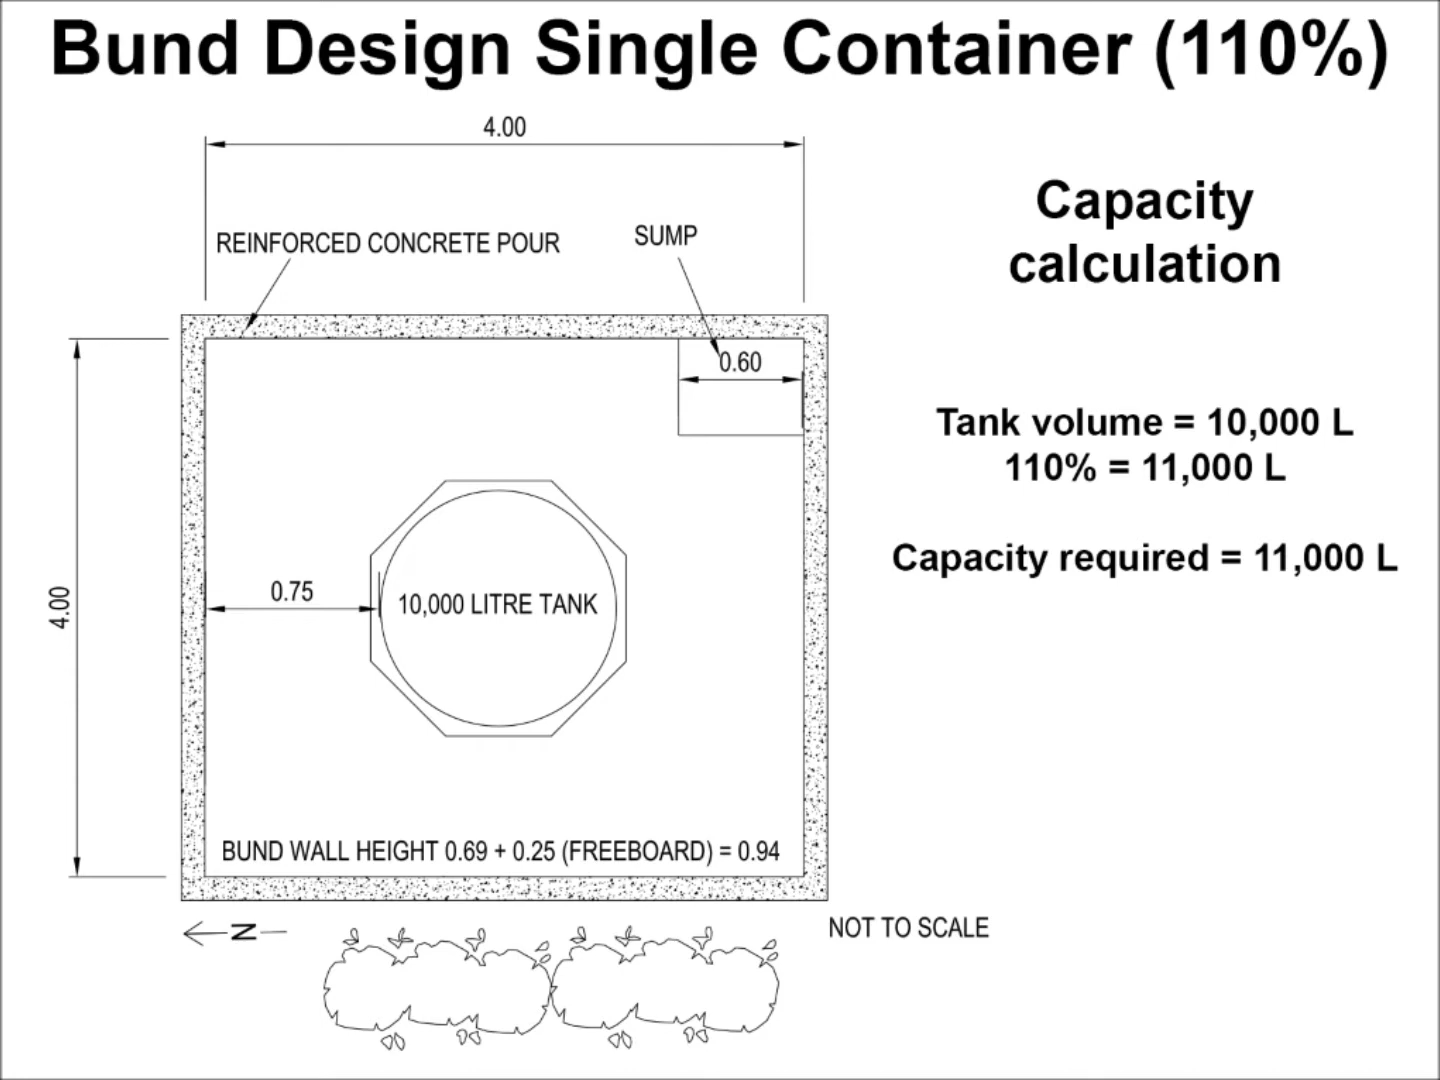 Bund Design Single Container (110%)
4.00
REINFORCED CONCRETE POUR
SUMP
0.60
4.00
0.75
10,000 LITRE TANK
BUND WALL HEIGHT 0.69 + 0.25 (FREEBOARD) = 0.94
N
NOT TO SCALE
Capacity
calculation
Tank volume = 10,000 L
110% = 11,000 L
Capacity required = 11,000 L